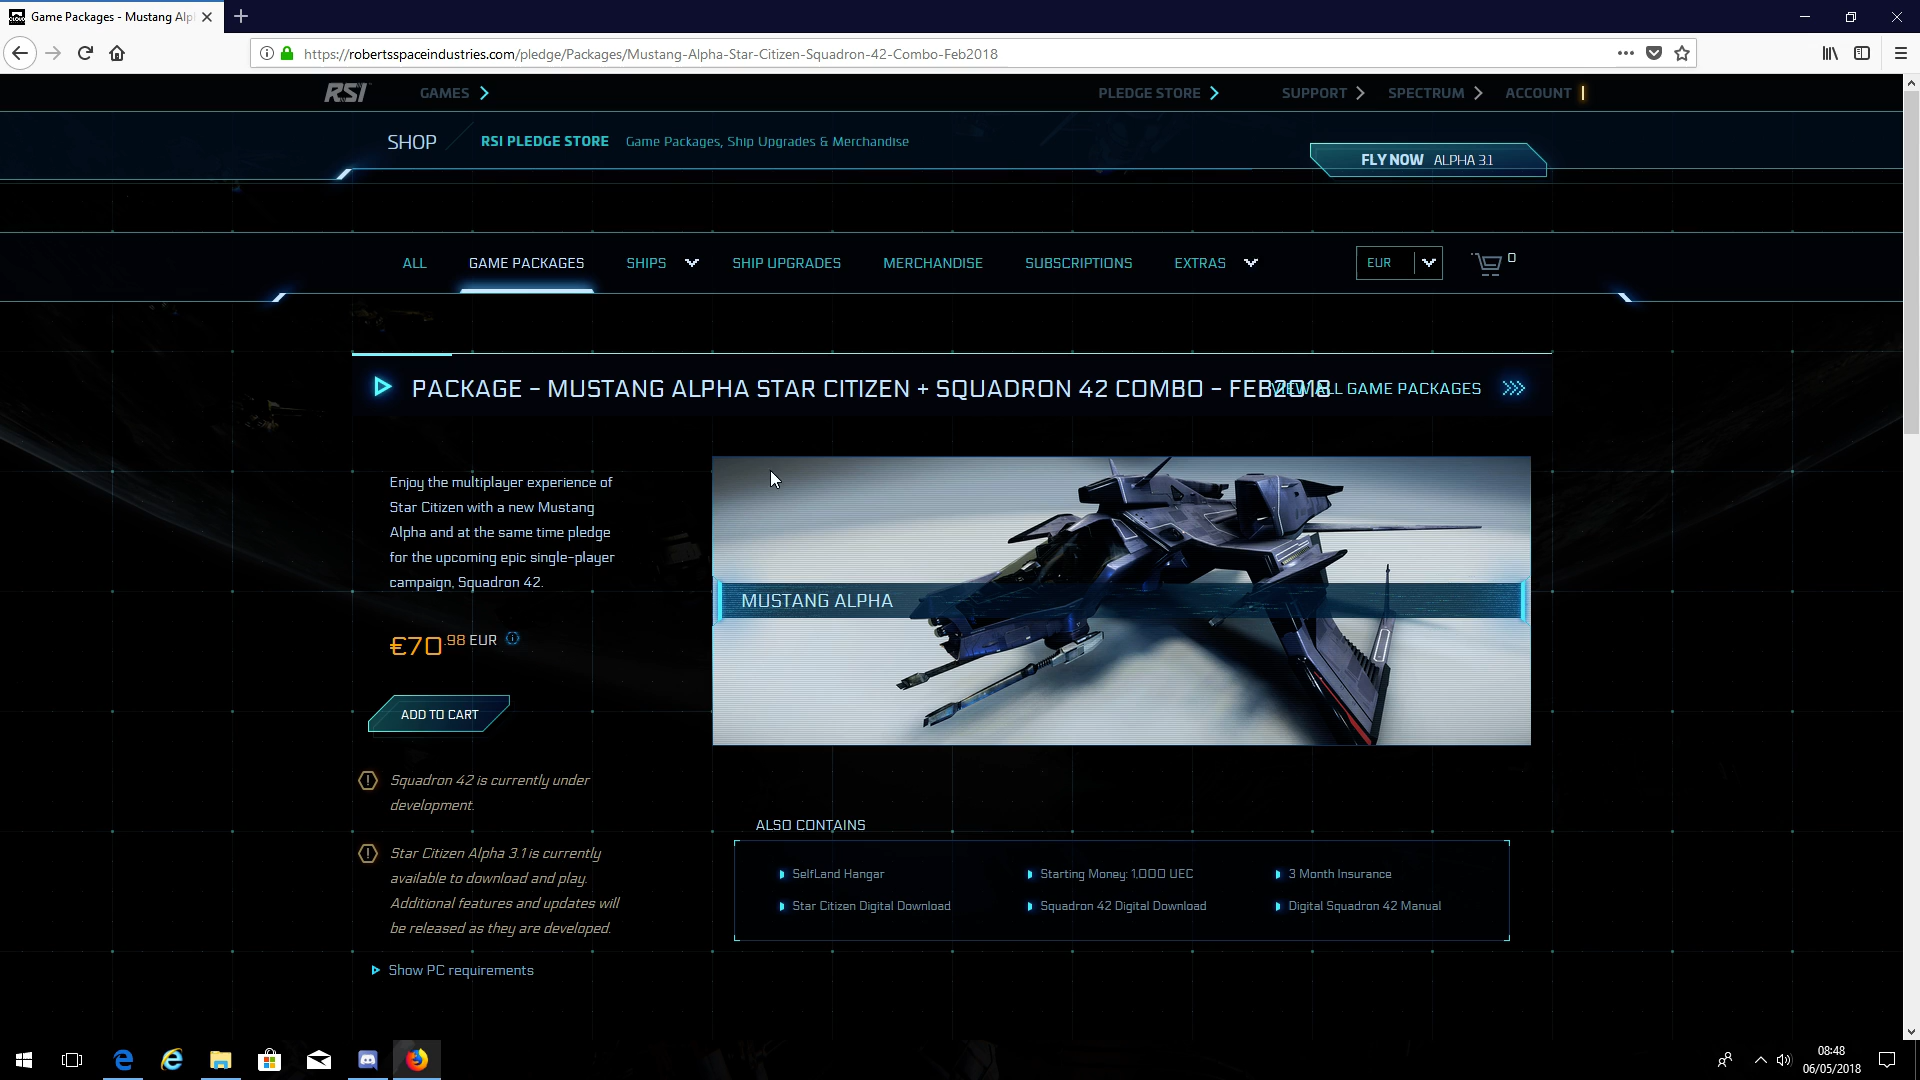 Game Packages - Mustang Alp
https://robertsspaceindustries.com/pledge/Packages/Mustang-Alpha-Star-Citizen-Squadron-42-Combo-Feb2018
RSI GAMES PLEDGE STORE SUPPORT SPECTRUM ACCOUNT
SHOP RSI PLEDGE STORE Game Packages, Ship Upgrades & Merchandise
FLY NOW ALPHA 3.1
ALL GAME PACKAGES SHIPS SHIP UPGRADES MERCHANDISE SUBSCRIPTIONS EXTRAS EUR 0
PACKAGE - MUSTANG ALPHA STAR CITIZEN + SQUADRON 42 COMBO - FEB2018 VIEW ALL GAME PACKAGES
Enjoy the multiplayer experience of
Star Citizen with a new Mustang
Alpha and at the same time pledge
for the upcoming epic single-player
campaign, Squadron 42.
€70.98 EUR
ADD TO CART
Squadron 42 is currently under
development.
Star Citizen Alpha 3.1 is currently
available to download and play.
Additional features and updates will
be released as they are developed.
Show PC requirements
MUSTANG ALPHA
ALSO CONTAINS
SelfLand Hangar Starting Money: 1,000 UEC 3 Month Insurance
Star Citizen Digital Download Squadron 42 Digital Download Digital Squadron 42 Manual
08:48
06/05/2018